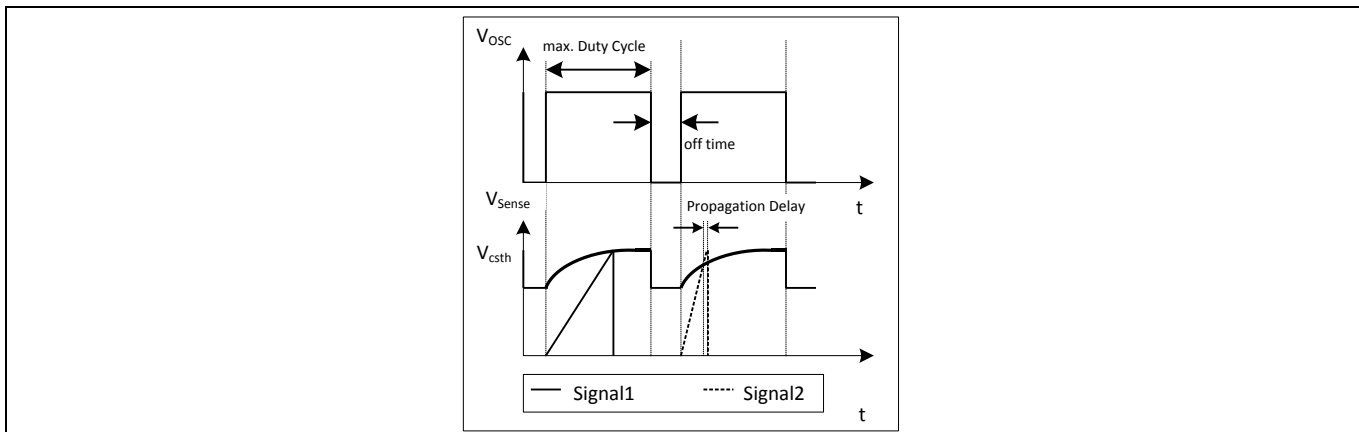 V_OSC
max. Duty Cycle
off time
t
V_Sense
Propagation Delay
V_csth
Signal1
Signal2
t